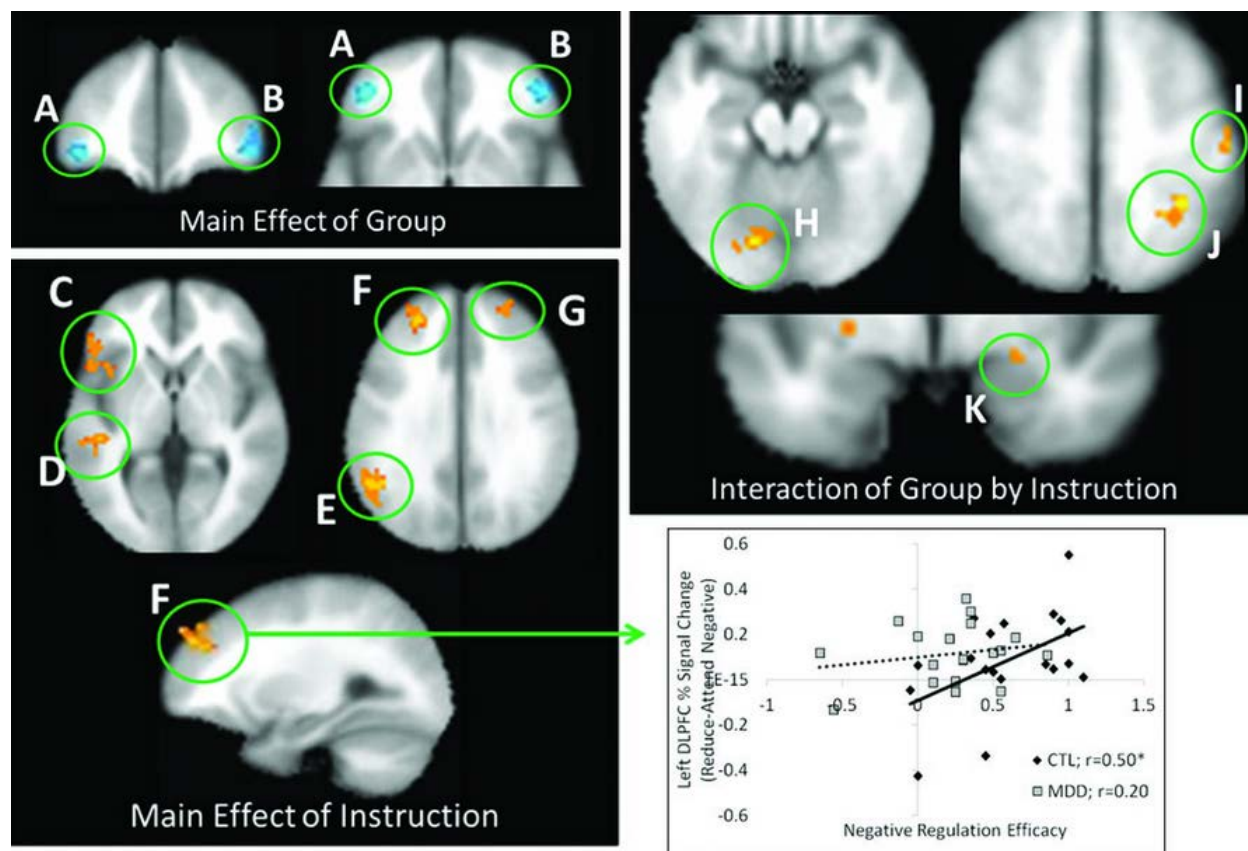 A
B
A
B
Main Effect of Group
C
D
F
G
E
F
Main Effect of Instruction
H
I
J
K
Interaction of Group by Instruction
Left DLPFC % Signal Change
(Reduce-Attend Negative)
0.6
0.4
0.2
E-15
-0.2
-0.4
-0.6
-1
-0.5
0
0.5
1
1.5
CTL; r=0.50*
MDD; r=0.20
Negative Regulation Efficacy